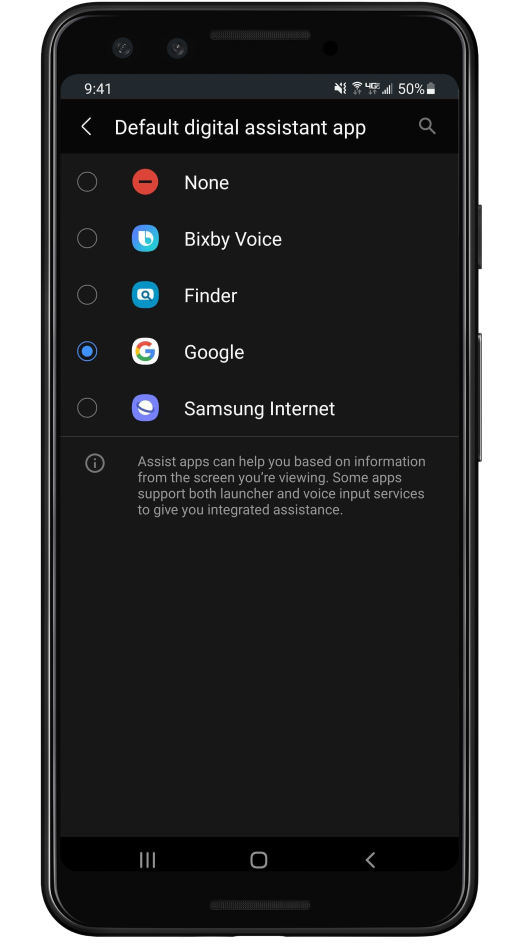 9:41 4GE 50%
Default digital assistant app
None
Bixby Voice
Finder
Google
Samsung Internet
Assist apps can help you based on information
from the screen you're viewing. Some apps
support both launcher and voice input services
to give you integrated assistance.